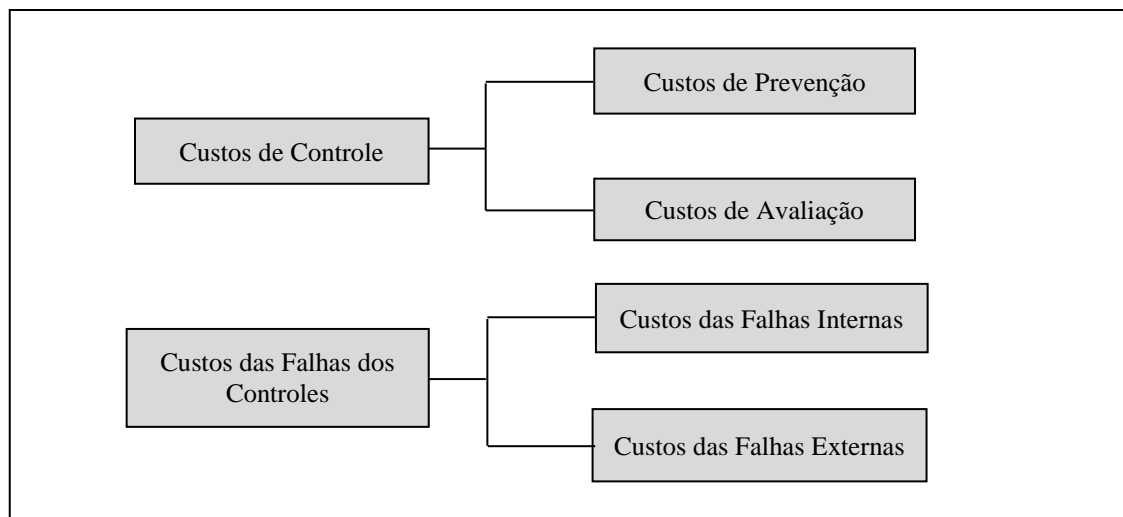 Custos de Prevenção
Custos de Controle
Custos de Avaliação
Custos das Falhas Internas
Custos das Falhas dos
Controles
Custos das Falhas Externas